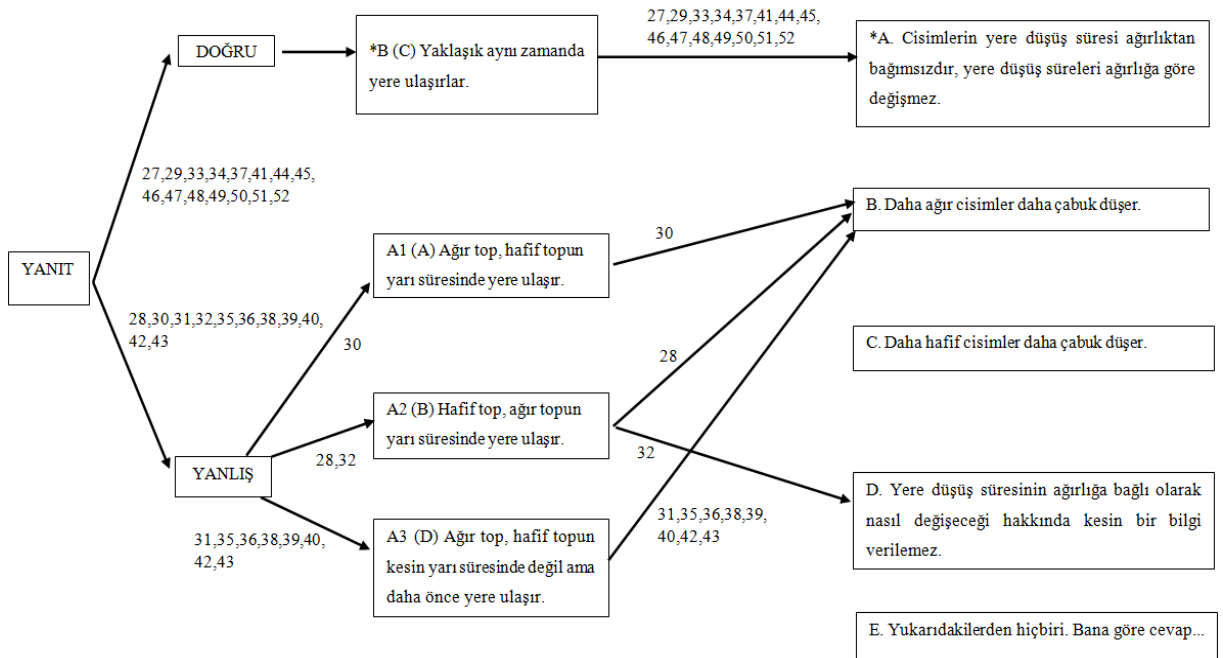 27,29,33,34,37,41,44,45,
46,47,48,49,50,51,52
DOĞRU
*B (C) Yaklaşık aynı zamanda
yere ulaşırlar.
*A. Cisimlerin yere düşüş süresi ağırlıktan
bağımsızdır, yere düşüş süreleri ağırlığa göre
değişmez.
27,29,33,34,37,41,44,45,
46,47,48,49,50,51,52
B. Daha ağır cisimler daha çabuk düşer.
30
A1 (A) Ağır top, hafif topun
yarı süresinde yere ulaşır.
YANIT
28,30,31,32,35,36,38,39,40,
42,43
30
28
C. Daha hafif cisimler daha çabuk düşer.
A2 (B) Hafif top, ağır topun
yarı süresinde yere ulaşır.
28,32
32
YANLIŞ
D. Yere düşüş süresinin ağırlığa bağlı olarak
nasıl değişeceği hakkında kesin bir bilgi
verilemez.
31,35,36,38,39,
40,42,43
31,35,36,38,39,40,
42,43
A3 (D) Ağır top, hafif topun
kesin yarı süresinde değil ama
daha önce yere ulaşır.
E. Yukarıdakilerden hiçbiri. Bana göre cevap...